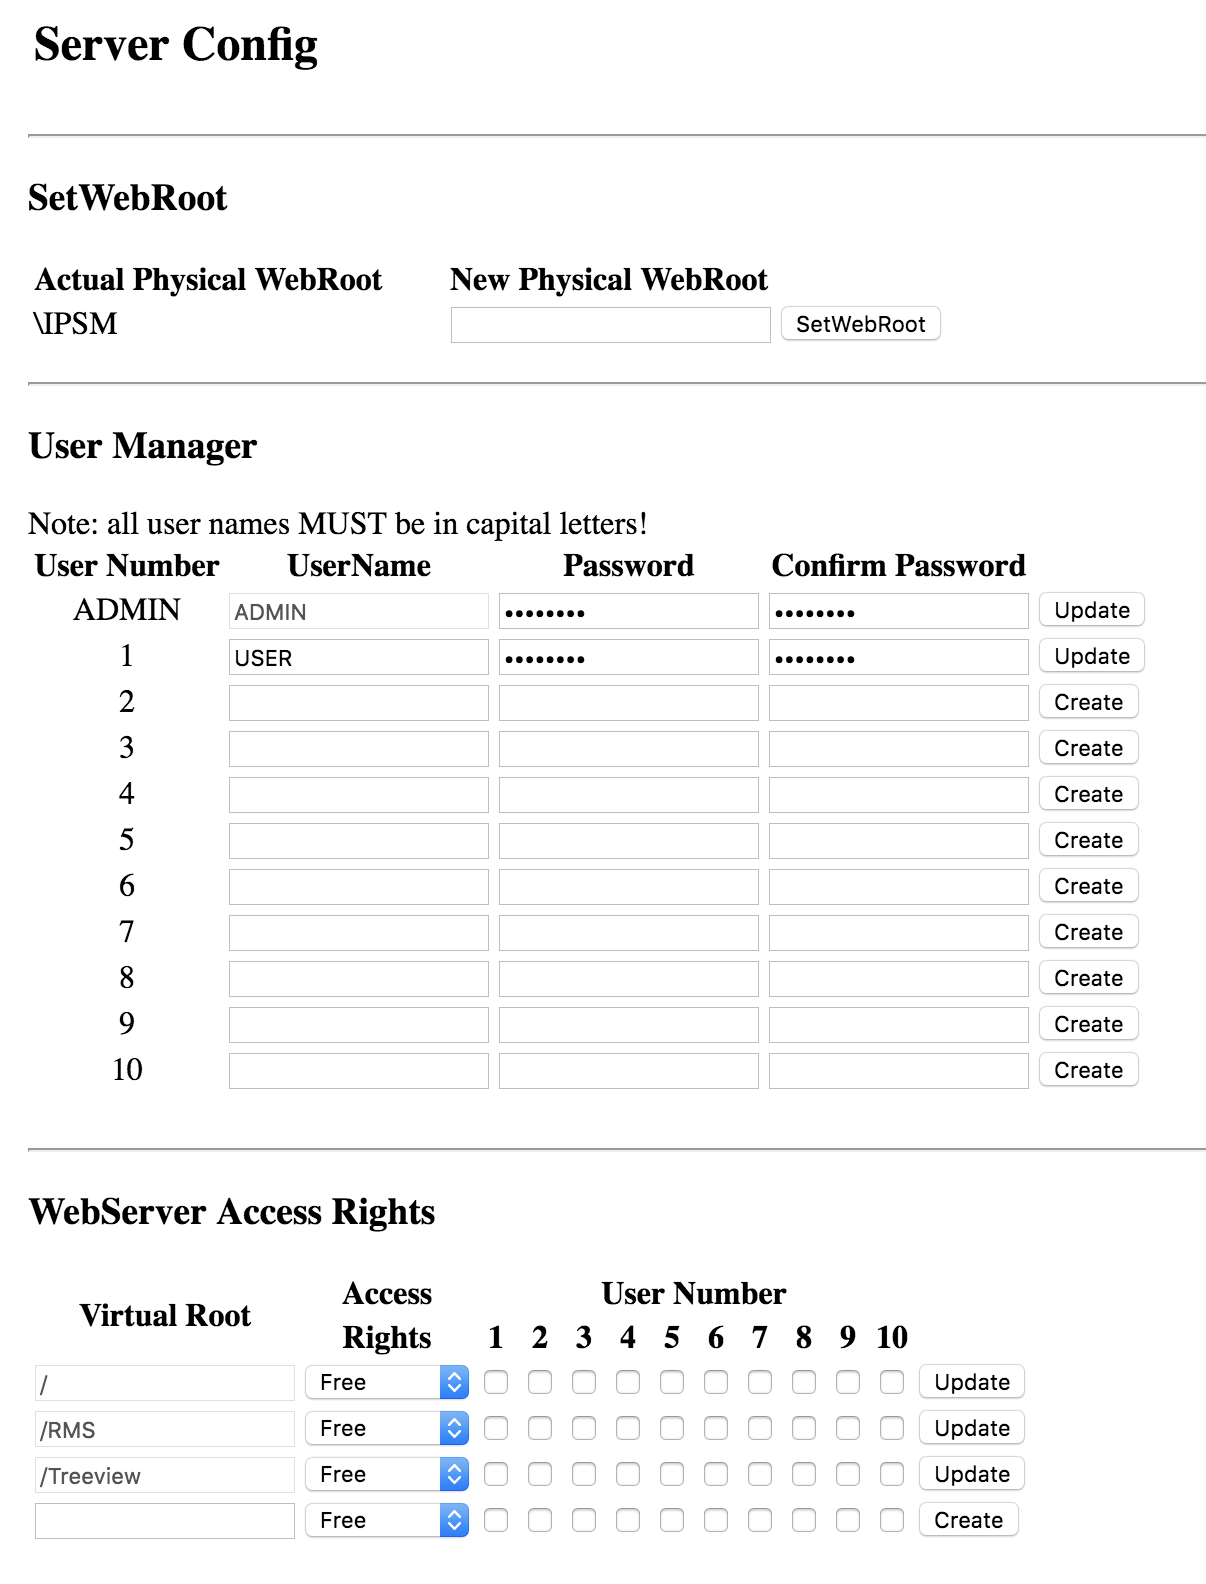 Server Config
SetWebRoot
Actual Physical WebRoot New Physical WebRoot
\IPSM SetWebRoot
User Manager
Note: all user names MUST be in capital letters!
User Number UserName Password Confirm Password
ADMIN ADMIN •••••••• •••••••• Update
1 USER •••••••• •••••••• Update
2 Create
3 Create
4 Create
5 Create
6 Create
7 Create
8 Create
9 Create
10 Create
WebServer Access Rights
Virtual Root Access Rights User Number
1 2 3 4 5 6 7 8 9 10
/ Free Update
/RMS Free Update
/Treeview Free Update
Free Create